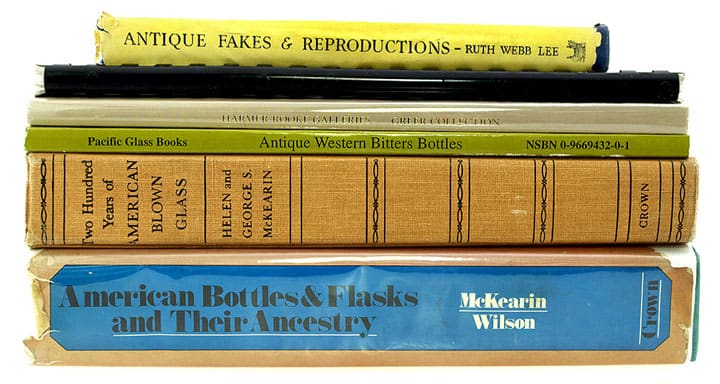 ANTIQUE FAKES & REPRODUCTIONS - RUTH WEBB LEE
HARMER ROOKE GALLERIES GREER COLLECTION
Pacific Glass Books Antique Western Bitters Bottles NSBN 0-9669432-0-1
Two Hundred
Years of
AMERICAN
BLOWN
GLASS
HELEN and
GEORGE S.
McKEARIN
CROWN
American Bottles & Flasks
and Their Ancestry
McKearin
Wilson
Crown